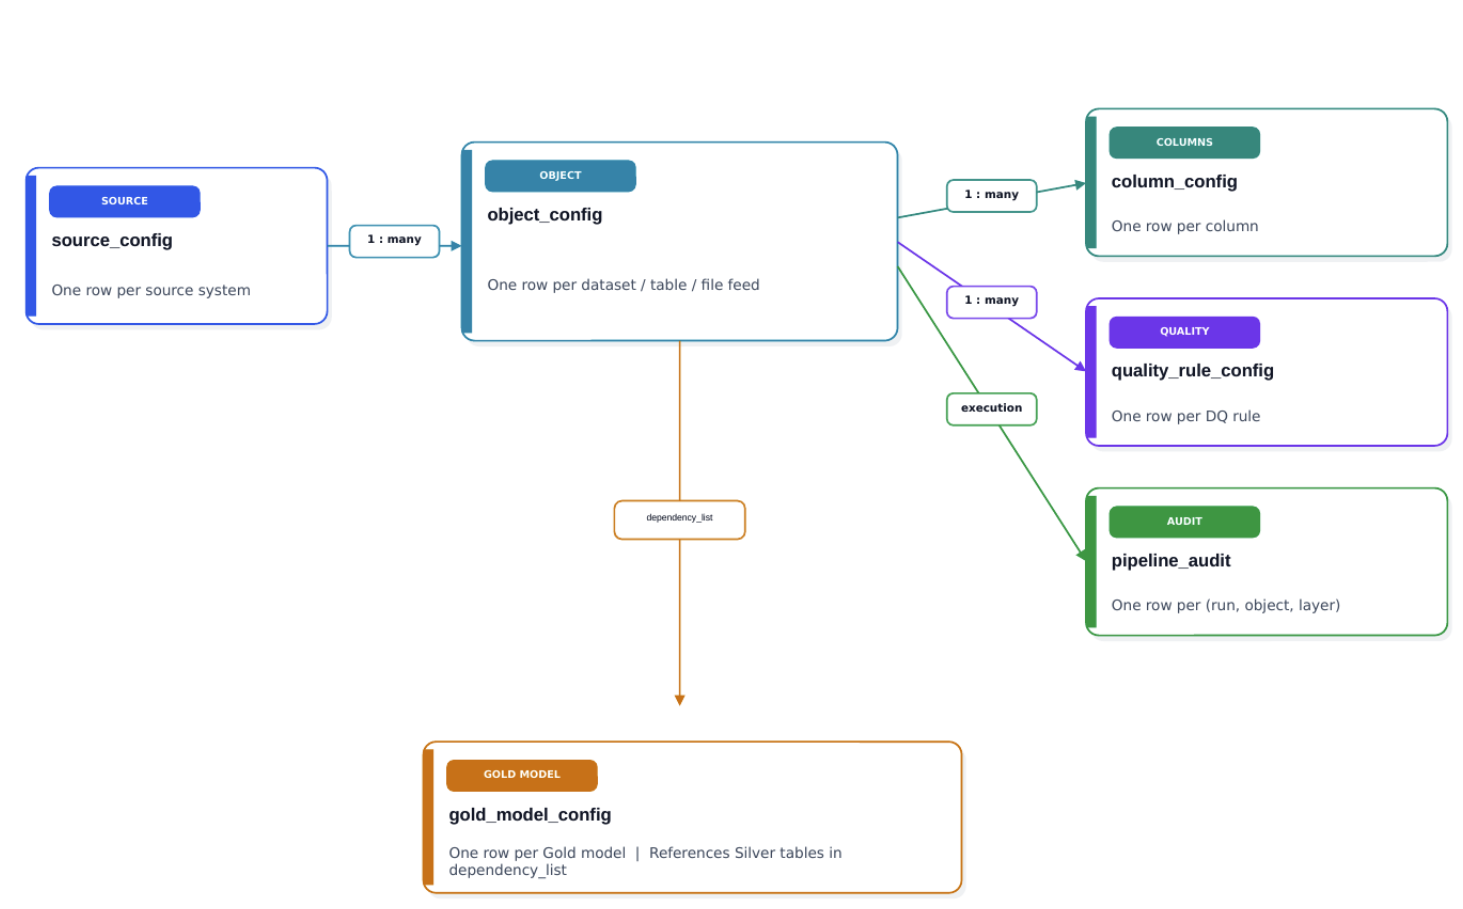 SOURCE
source_config
One row per source system
1 : many
OBJECT
object_config
One row per dataset / table / file feed
1 : many
1 : many
execution
COLUMNS
column_config
One row per column
QUALITY
quality_rule_config
One row per DQ rule
AUDIT
pipeline_audit
One row per (run, object, layer)
dependency_list
GOLD MODEL
gold_model_config
One row per Gold model | References Silver tables in
dependency_list